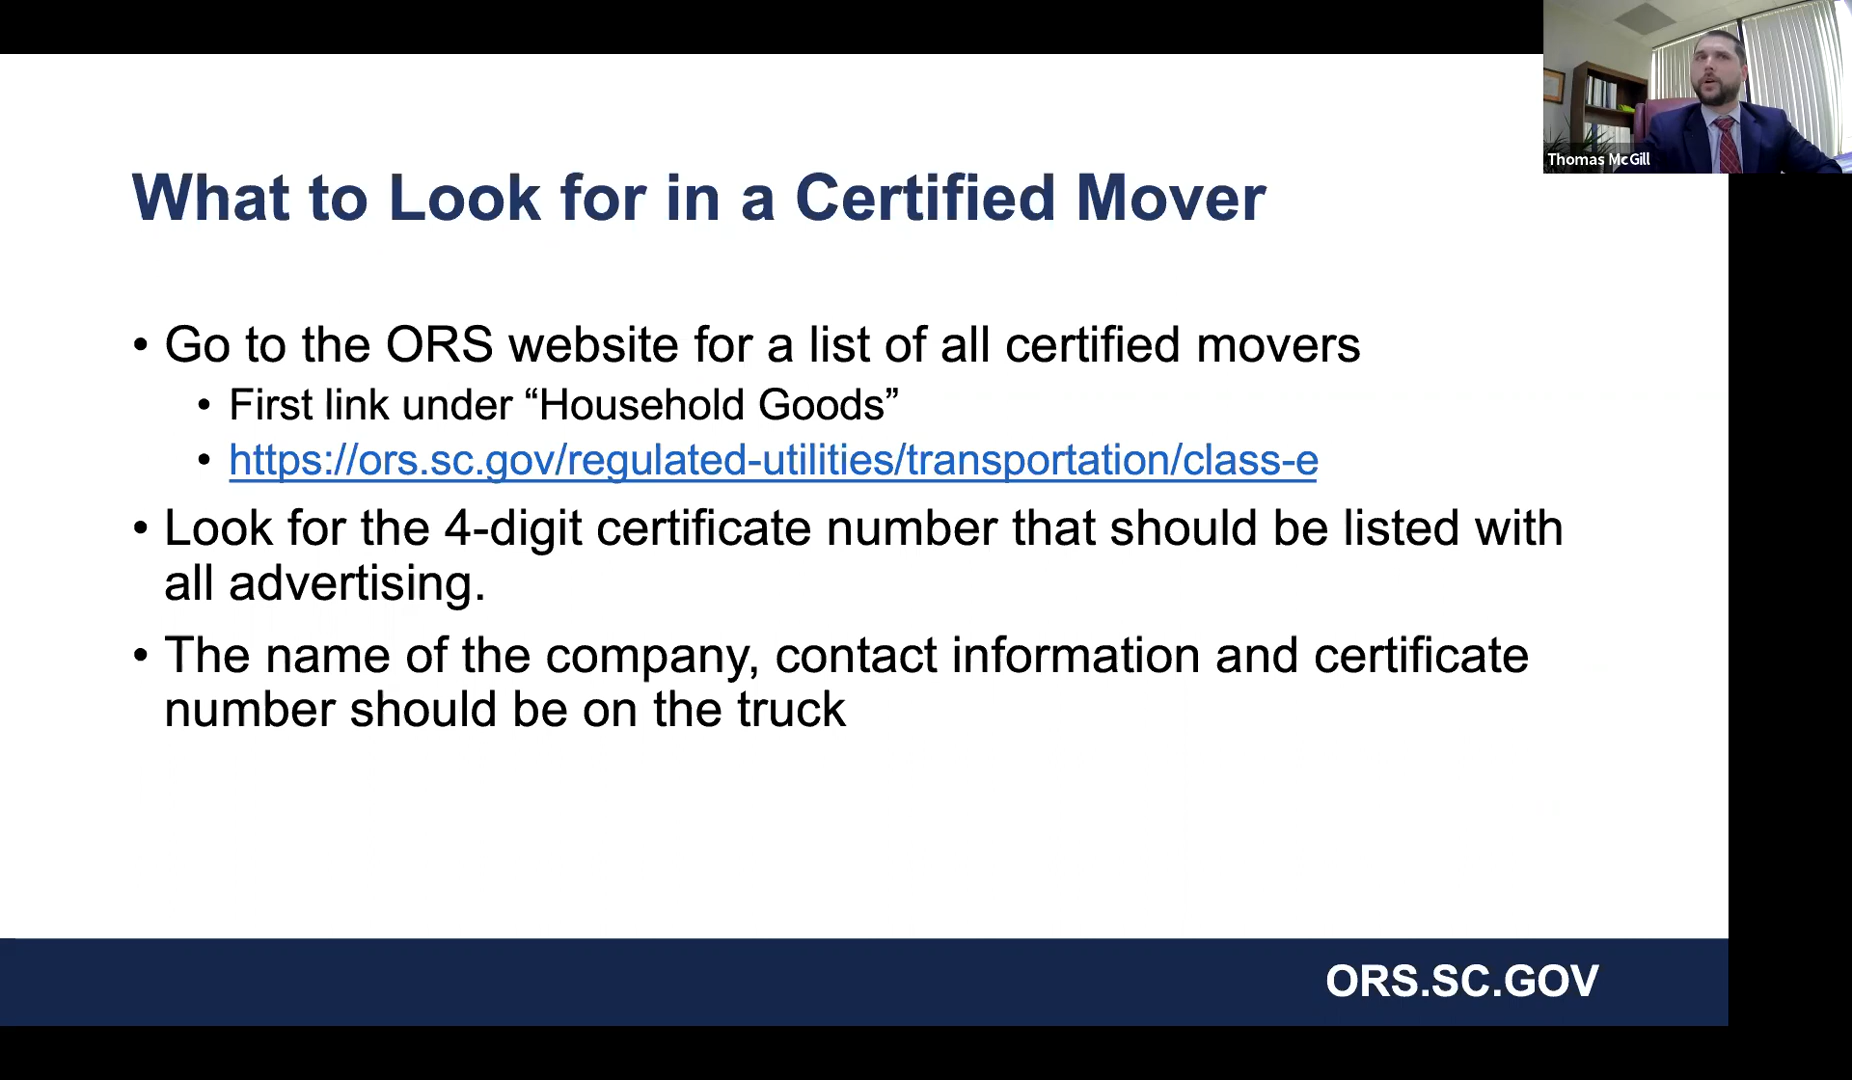 Thomas McGill
What to Look for in a Certified Mover
• Go to the ORS website for a list of all certified movers
• First link under “Household Goods”
• https://ors.sc.gov/regulated-utilities/transportation/class-e
• Look for the 4-digit certificate number that should be listed with
all advertising.
• The name of the company, contact information and certificate
number should be on the truck
ORS.SC.GOV